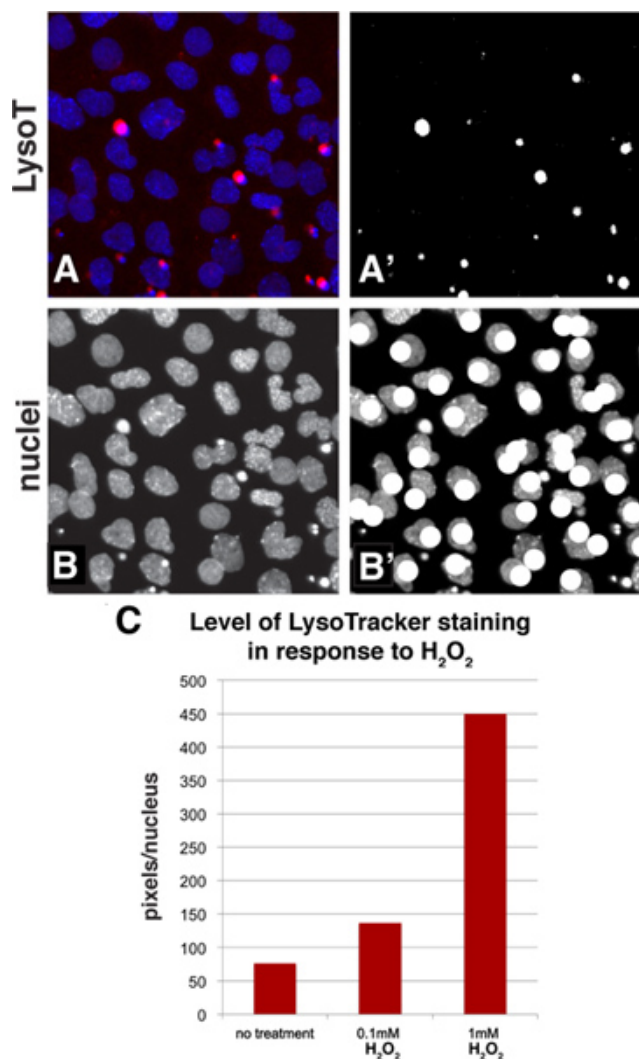 LysoT
A
A'
nuclei
B
B'
C
Level of LysoTracker staining
in response to H₂O₂
pixels/nucleus
500
450
400
350
300
250
200
150
100
50
0
no treatment
0.1mM
H₂O₂
1mM
H₂O₂